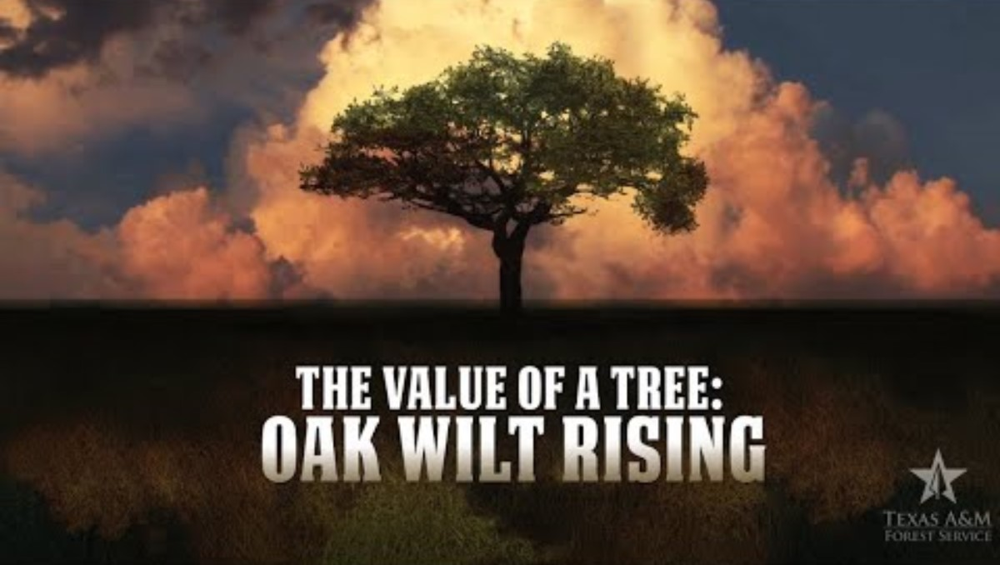 THE VALUE OF A TREE:
OAK WILT RISING
TEXAS A&M
FOREST SERVICE